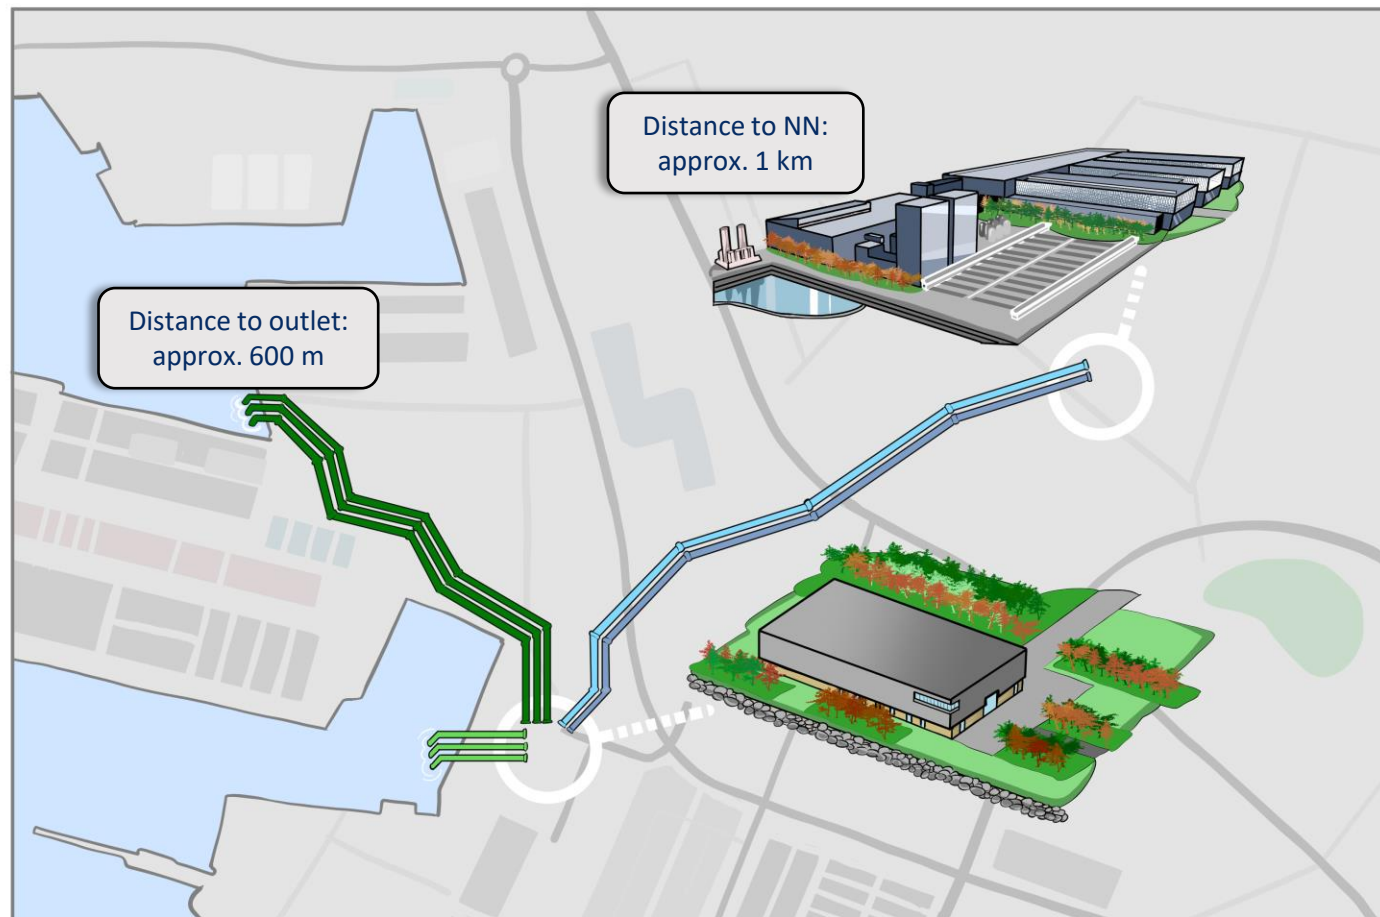 Distance to NN:
approx. 1 km
Distance to outlet:
approx. 600 m